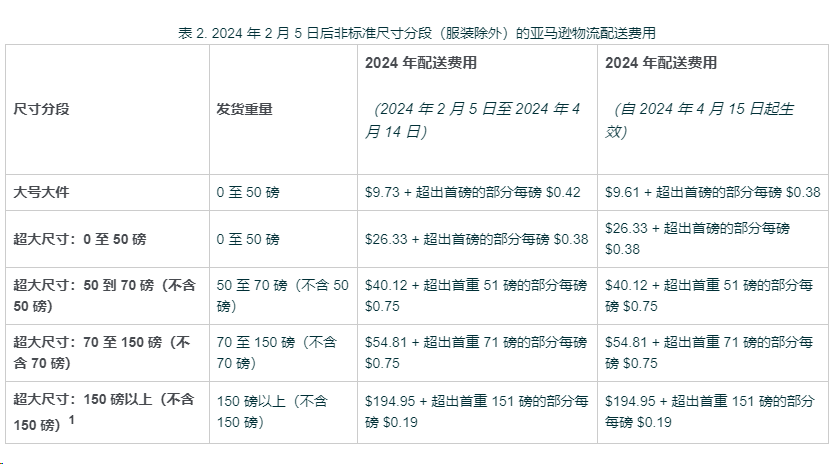 表 2. 2024 年 2 月 5 日后非标准尺寸分段（服装除外）的亚马逊物流配送费用
尺寸分段
发货重量
2024 年配送费用
（2024 年 2 月 5 日至 2024 年 4
月 14 日）
2024 年配送费用
（自 2024 年 4 月 15 日起生
效）
大号大件
0 至 50 磅
$9.73 + 超出首磅的部分每磅 $0.42
$9.61 + 超出首磅的部分每磅 $0.38
超大尺寸：0 至 50 磅
0 至 50 磅
$26.33 + 超出首磅的部分每磅 $0.38
$26.33 + 超出首磅的部分每磅
$0.38
超大尺寸：50 到 70 磅（不含
50 磅）
50 至 70 磅（不含 50
磅）
$40.12 + 超出首重 51 磅的部分每磅
$0.75
$40.12 + 超出首重 51 磅的部分每
磅 $0.75
超大尺寸：70 至 150 磅（不
含 70 磅）
70 至 150 磅（不含
70 磅）
$54.81 + 超出首重 71 磅的部分每磅
$0.75
$54.81 + 超出首重 71 磅的部分每
磅 $0.75
超大尺寸：150 磅以上（不含
150 磅）1
150 磅以上（不含
150 磅）
$194.95 + 超出首重 151 磅的部分每
磅 $0.19
$194.95 + 超出首重 151 磅的部分
每磅 $0.19